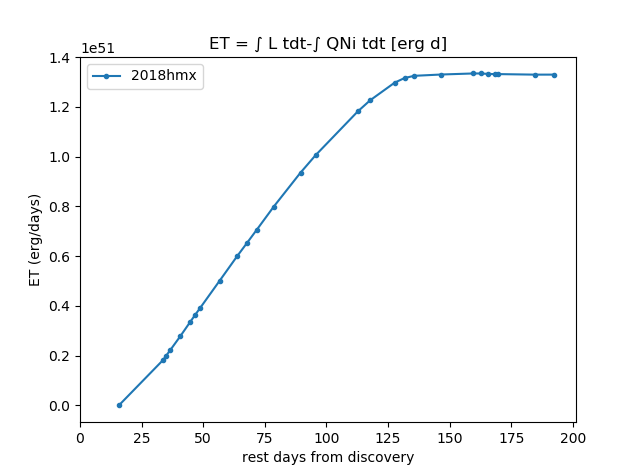 ET = ∫ L tdt-∫ QNi tdt [erg d]
1e51
2018hmx
1.4
1.2
1.0
0.8
0.6
0.4
0.2
0.0
ET (erg/days)
0 25 50 75 100 125 150 175 200
rest days from discovery